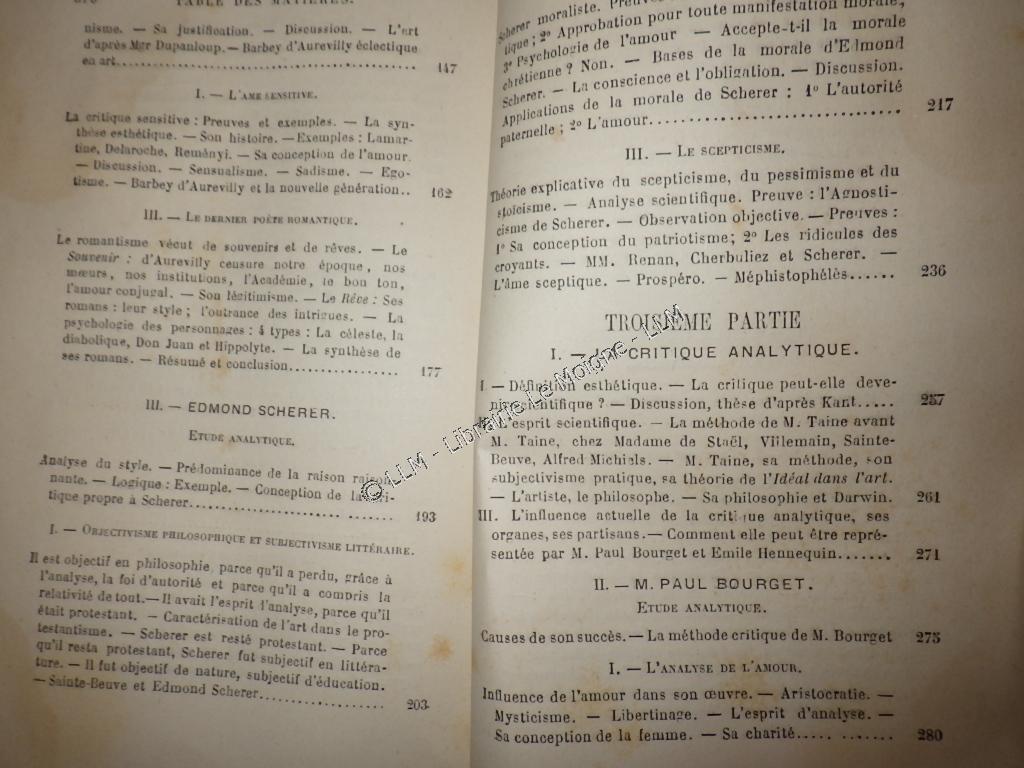 TABLE DES MATIÈRES.
nisme. — Sa justification. — Discussion. — L'art
d'après Mgr Dupanloup. — Barbey d'Aurevilly éclectique
en art........................................ 147
I. — L'AME SENSITIVE.
La critique sensitive : Preuves et exemples. — La syn-
thèse esthétique. — Son histoire. — Exemples : Lamar-
tine, Delaroche, Reményi. — Sa conception de l'amour.
— Discussion. — Sensualisme. — Sadisme. — Ego-
tisme. — Barbey d'Aurevilly et la nouvelle génération.. 162
III. — LE DERNIER POÈTE ROMANTIQUE.
Le romantisme vécut de souvenirs et de rêves. — Le
Souvenir : d'Aurevilly censure notre époque, nos
mœurs, nos institutions, l'Académie, le bon ton,
l'amour conjugal. — Son légitimisme. — Le Rêve : Ses
romans : leur style ; l'outrance des intrigues. — La
psychologie des personnages : 4 types : La céleste, la
diabolique, Don Juan et Hippolyte. — La synthèse de
ses romans. — Résumé et conclusion................. 177
III. — EDMOND SCHERER.
ETUDE ANALYTIQUE.
Analyse du style. — Prédominance de la raison raison-
nante. — Logique : Exemple. — Conception de la cri-
tique propre à Scherer.................... ....... 193
I. — OBJECTIVISME PHILOSOPHIQUE ET SUBJECTIVISME LITTÉRAIRE.
Il est objectif en philosophie, parce qu'il a perdu, grâce à
l'analyse, la foi d'autorité et parce qu'il a compris la
relativité de tout. — Il avait l'esprit d'analyse, parce qu'il
était protestant. — Caractérisation de l'art dans le pro-
testantisme. — Scherer est resté protestant. — Parce
qu'il resta protestant, Scherer fut subjectif en littéra-
ture. — Il fut objectif de nature, subjectif d'éducation.
— Sainte-Beuve et Edmond Scherer.................. 203
Scherer moraliste.
tique ; 2º Approbation pour toute manifestation morale,
3º Psychologie de l'amour — Accepte-t-il la morale
chrétienne ? Non. — Bases de la morale d'Edmond
Scherer. — La conscience et l'obligation. — Discussion.
Applications de la morale de Scherer : 1º L'autorité
paternelle ; 2º L'amour............................ 217
III. — LE SCEPTICISME.
Théorie explicative du scepticisme, du pessimisme et du
stoïcisme. — Analyse scientifique. Preuve : l'Agnosti-
cisme de Scherer. — Observation objective. — Preuves :
1º Sa conception du patriotisme ; 2º Les ridicules des
croyants. — MM. Renan, Cherbuliez et Scherer. —
L'âme sceptique. — Prospéro. — Méphistophélès...... 236
TROISIÈME PARTIE
I. — LA CRITIQUE ANALYTIQUE.
I. — Définition esthétique. — La critique peut-elle deve-
nir scientifique ? — Discussion, thèse d'après Kant..... 257
L'esprit scientifique. — La méthode de M. Taine avant
M. Taine, chez Madame de Staël, Villemain, Sainte-
Beuve, Alfred Michiels. — M. Taine, sa méthode, son
subjectivisme pratique, sa théorie de l'Idéal dans l'art.
— L'artiste, le philosophe. — Sa philosophie et Darwin. 261
III. L'influence actuelle de la critique analytique, ses
organes, ses partisans. — Comment elle peut être repré-
sentée par M. Paul Bourget et Emile Hennequin....... 271
II. — M. PAUL BOURGET.
ETUDE ANALYTIQUE.
Causes de son succès. — La méthode critique de M. Bourget 275
I. — L'ANALYSE DE L'AMOUR.
Influence de l'amour dans son œuvre. — Aristocratie. —
Mysticisme. — Libertinage. — L'esprit d'analyse. —
Sa conception de la femme. — Sa charité..... ....... 280
© LLM - Librairie Le Moigne - LLM